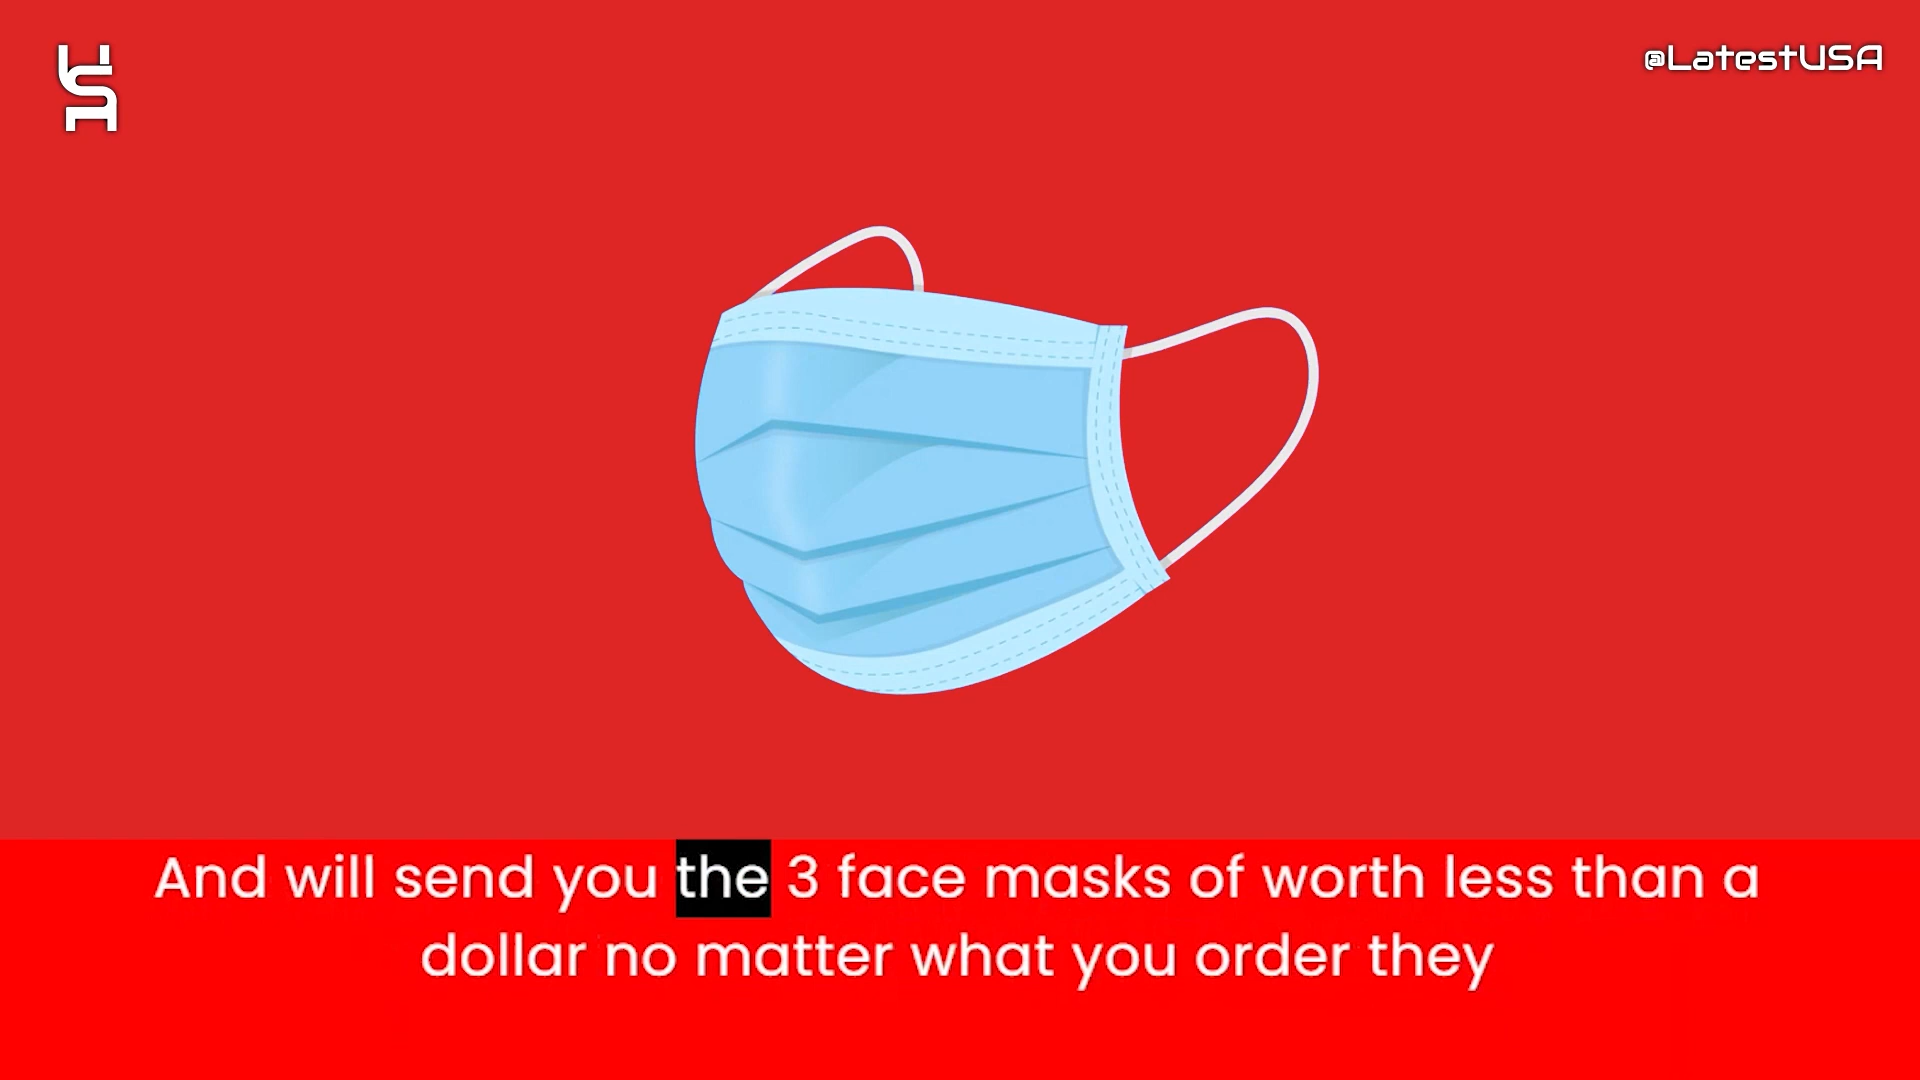 @LatestUSA
And will send you the 3 face masks of worth less than a
dollar no matter what you order they